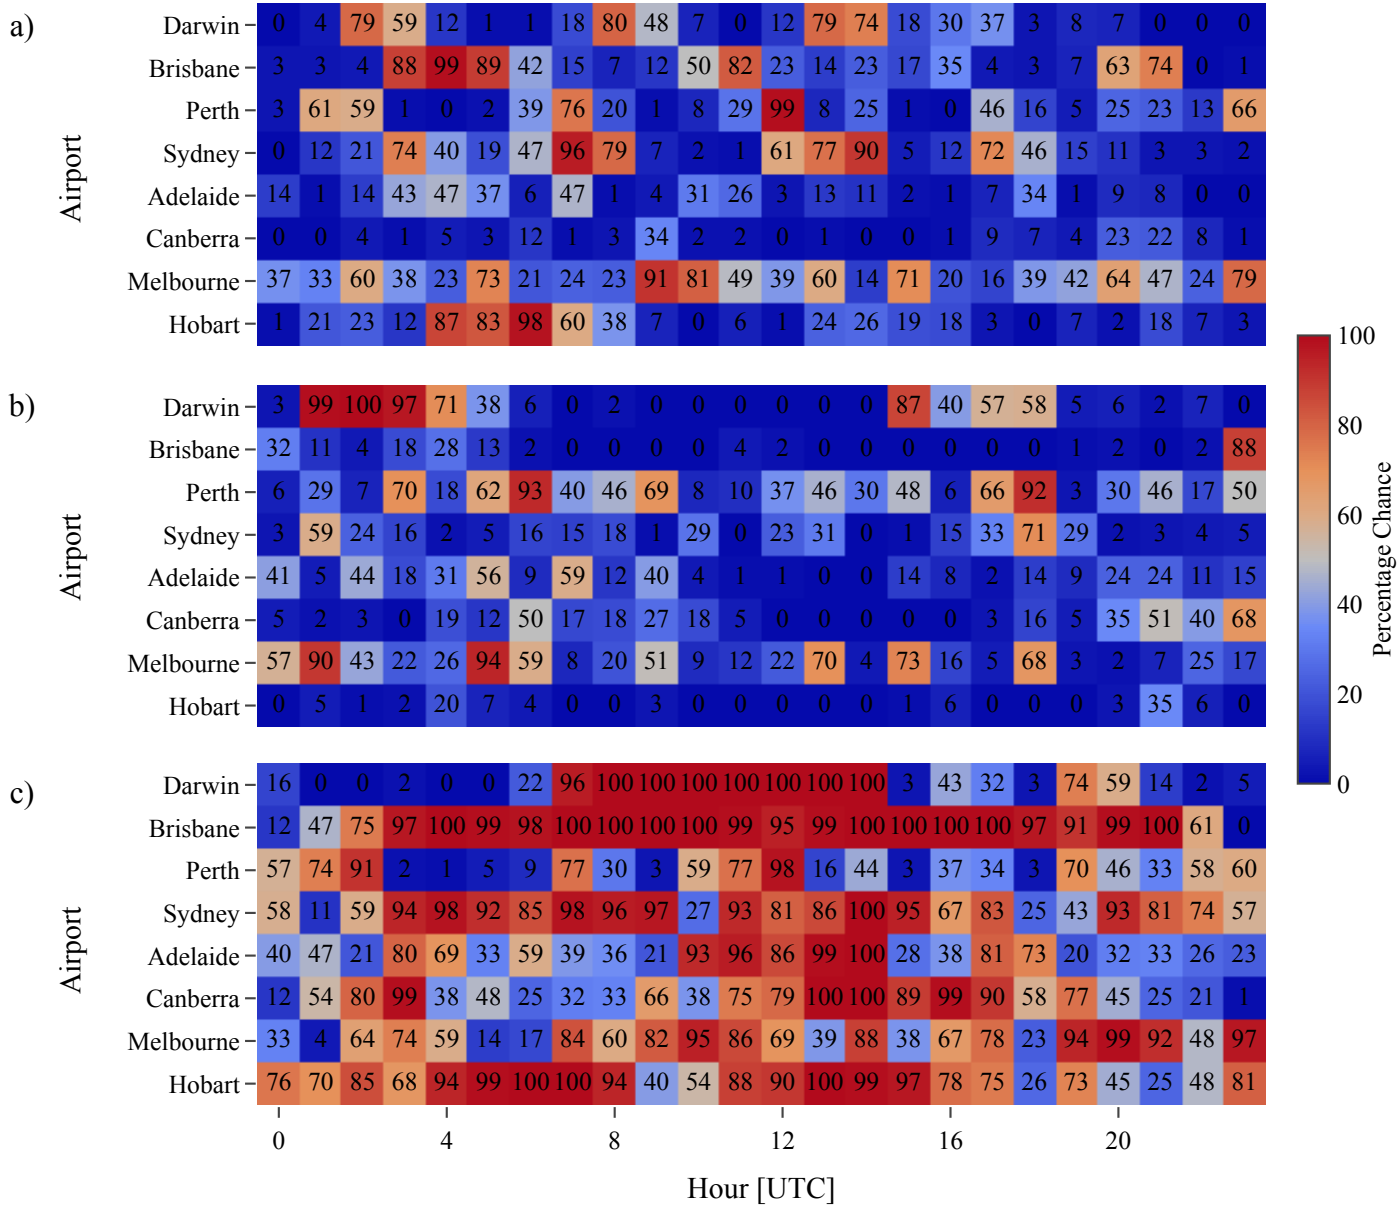 a)
Airport
Darwin 0 4 79 59 12 1 1 18 80 48 7 0 12 79 74 18 30 37 3 8 7 0 0 0
Brisbane 3 3 4 88 99 89 42 15 7 12 50 82 23 14 23 17 35 4 3 7 63 74 0 1
Perth 3 61 59 1 0 2 39 76 20 1 8 29 99 8 25 1 0 46 16 5 25 23 13 66
Sydney 0 12 21 74 40 19 47 96 79 7 2 1 61 77 90 5 12 72 46 15 11 3 3 2
Adelaide 14 1 14 43 47 37 6 47 1 4 31 26 3 13 11 2 1 7 34 1 9 8 0 0
Canberra 0 0 4 1 5 3 12 1 3 34 2 2 0 1 0 0 1 9 7 4 23 22 8 1
Melbourne 37 33 60 38 23 73 21 24 23 91 81 49 39 60 14 71 20 16 39 42 64 47 24 79
Hobart 1 21 23 12 87 83 98 60 38 7 0 6 1 24 26 19 18 3 0 7 2 18 7 3
b)
Airport
Darwin 3 99 100 97 71 38 6 0 2 0 0 0 0 0 0 87 40 57 58 5 6 2 7 0
Brisbane 32 11 4 18 28 13 2 0 0 0 0 4 2 0 0 0 0 0 0 1 2 0 2 88
Perth 6 29 7 70 18 62 93 40 46 69 8 10 37 46 30 48 6 66 92 3 30 46 17 50
Sydney 3 59 24 16 2 5 16 15 18 1 29 0 23 31 0 1 15 33 71 29 2 3 4 5
Adelaide 41 5 44 18 31 56 9 59 12 40 4 1 1 0 0 14 8 2 14 9 24 24 11 15
Canberra 5 2 3 0 19 12 50 17 18 27 18 5 0 0 0 0 0 3 16 5 35 51 40 68
Melbourne 57 90 43 22 26 94 59 8 20 51 9 12 22 70 4 73 16 5 68 3 2 7 25 17
Hobart 0 5 1 2 20 7 4 0 0 3 0 0 0 0 0 1 6 0 0 0 3 35 6 0
c)
Airport
Darwin 16 0 0 2 0 0 22 96 100 100 100 100 100 100 100 3 43 32 3 74 59 14 2 5
Brisbane 12 47 75 97 100 99 98 100 100 100 100 99 95 99 100 100 100 100 97 91 99 100 61 0
Perth 57 74 91 2 1 5 9 77 30 3 59 77 98 16 44 3 37 34 3 70 46 33 58 60
Sydney 58 11 59 94 98 92 85 98 96 97 27 93 81 86 100 95 67 83 25 43 93 81 74 57
Adelaide 40 47 21 80 69 33 59 39 36 21 93 96 86 99 100 28 38 81 73 20 32 33 26 23
Canberra 12 54 80 99 38 48 25 32 33 66 38 75 79 100 100 89 99 90 58 77 45 25 21 1
Melbourne 33 4 64 74 59 14 17 84 60 82 95 86 69 39 88 38 67 78 23 94 99 92 48 97
Hobart 76 70 85 68 94 99 100 100 94 40 54 88 90 100 99 97 78 75 26 73 45 25 48 81
0 4 8 12 16 20
Hour [UTC]
100
80
60
40
20
0
Percentage Chance